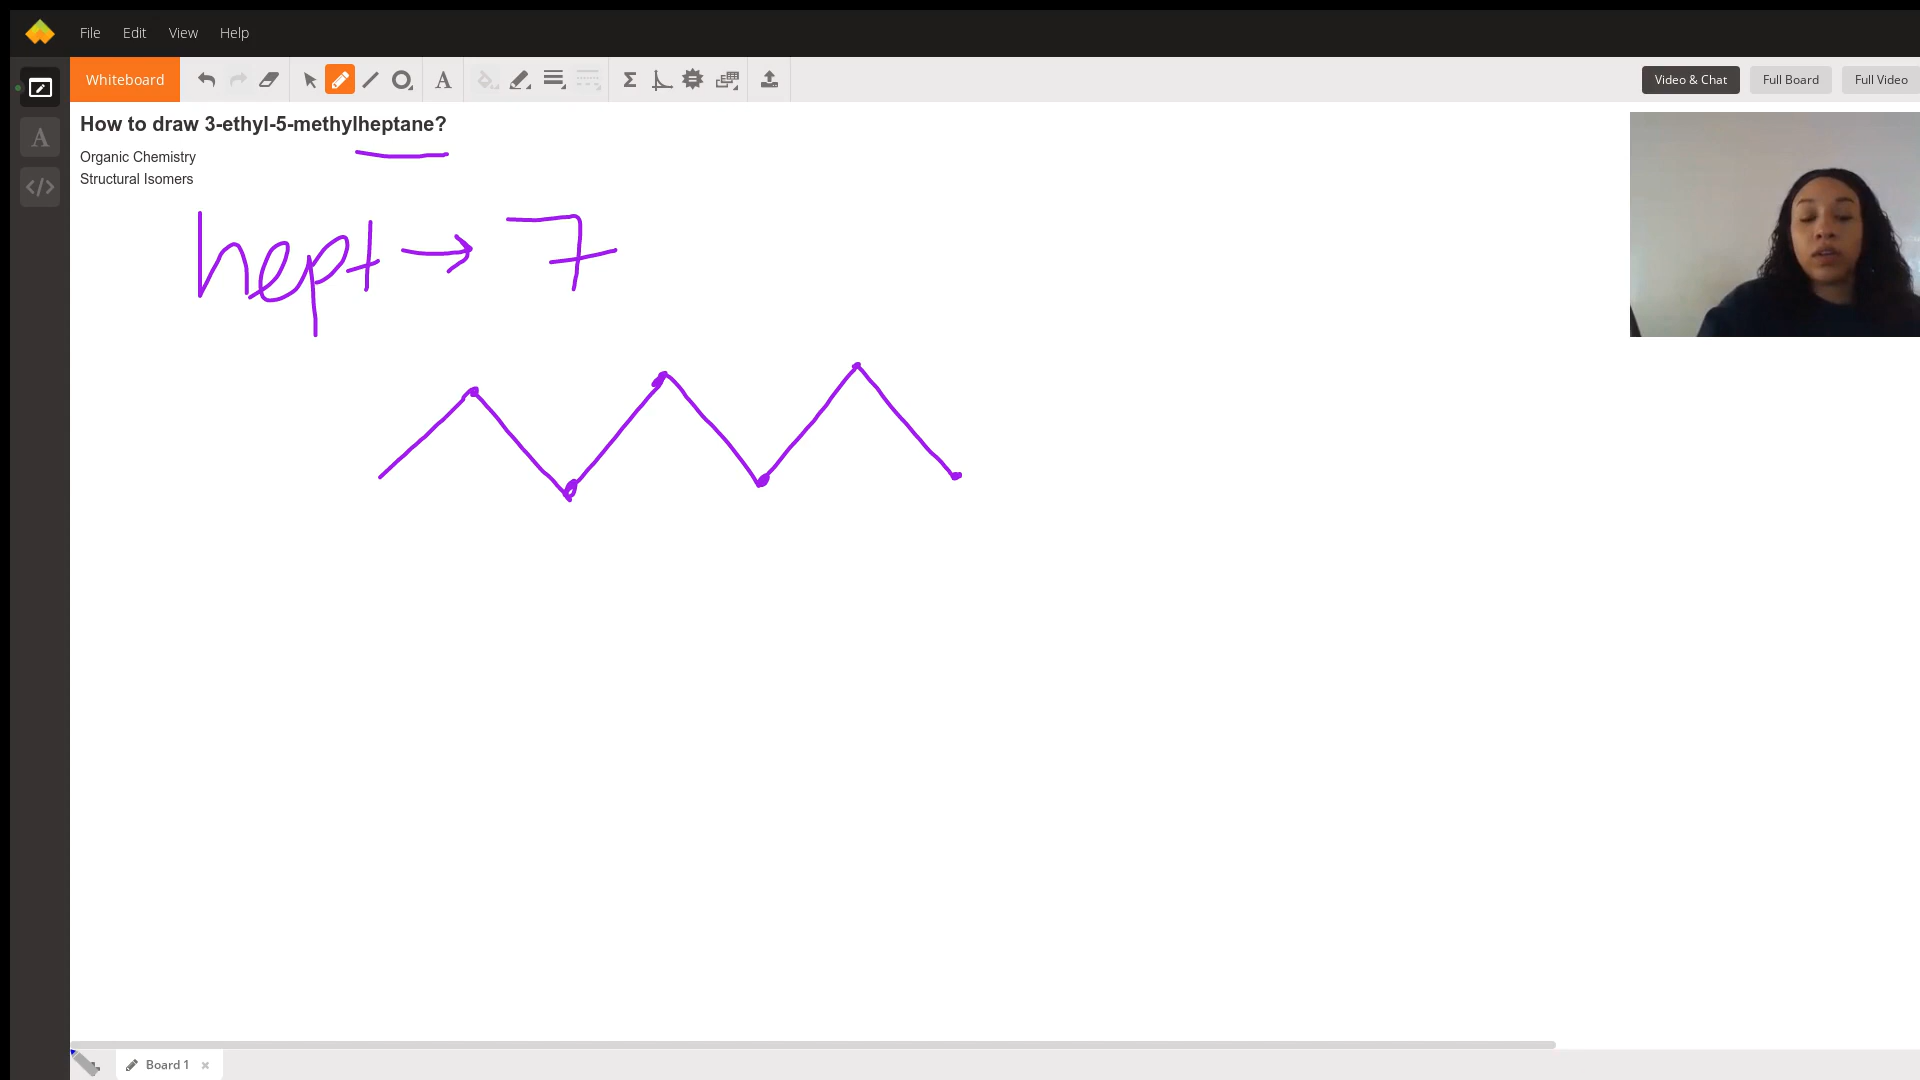 File Edit View Help
Whiteboard
A
Σ
Video & Chat Full Board Full Video
A
</>
How to draw 3-ethyl-5-methylheptane?
Organic Chemistry
Structural Isomers
hept → 7
Board 1